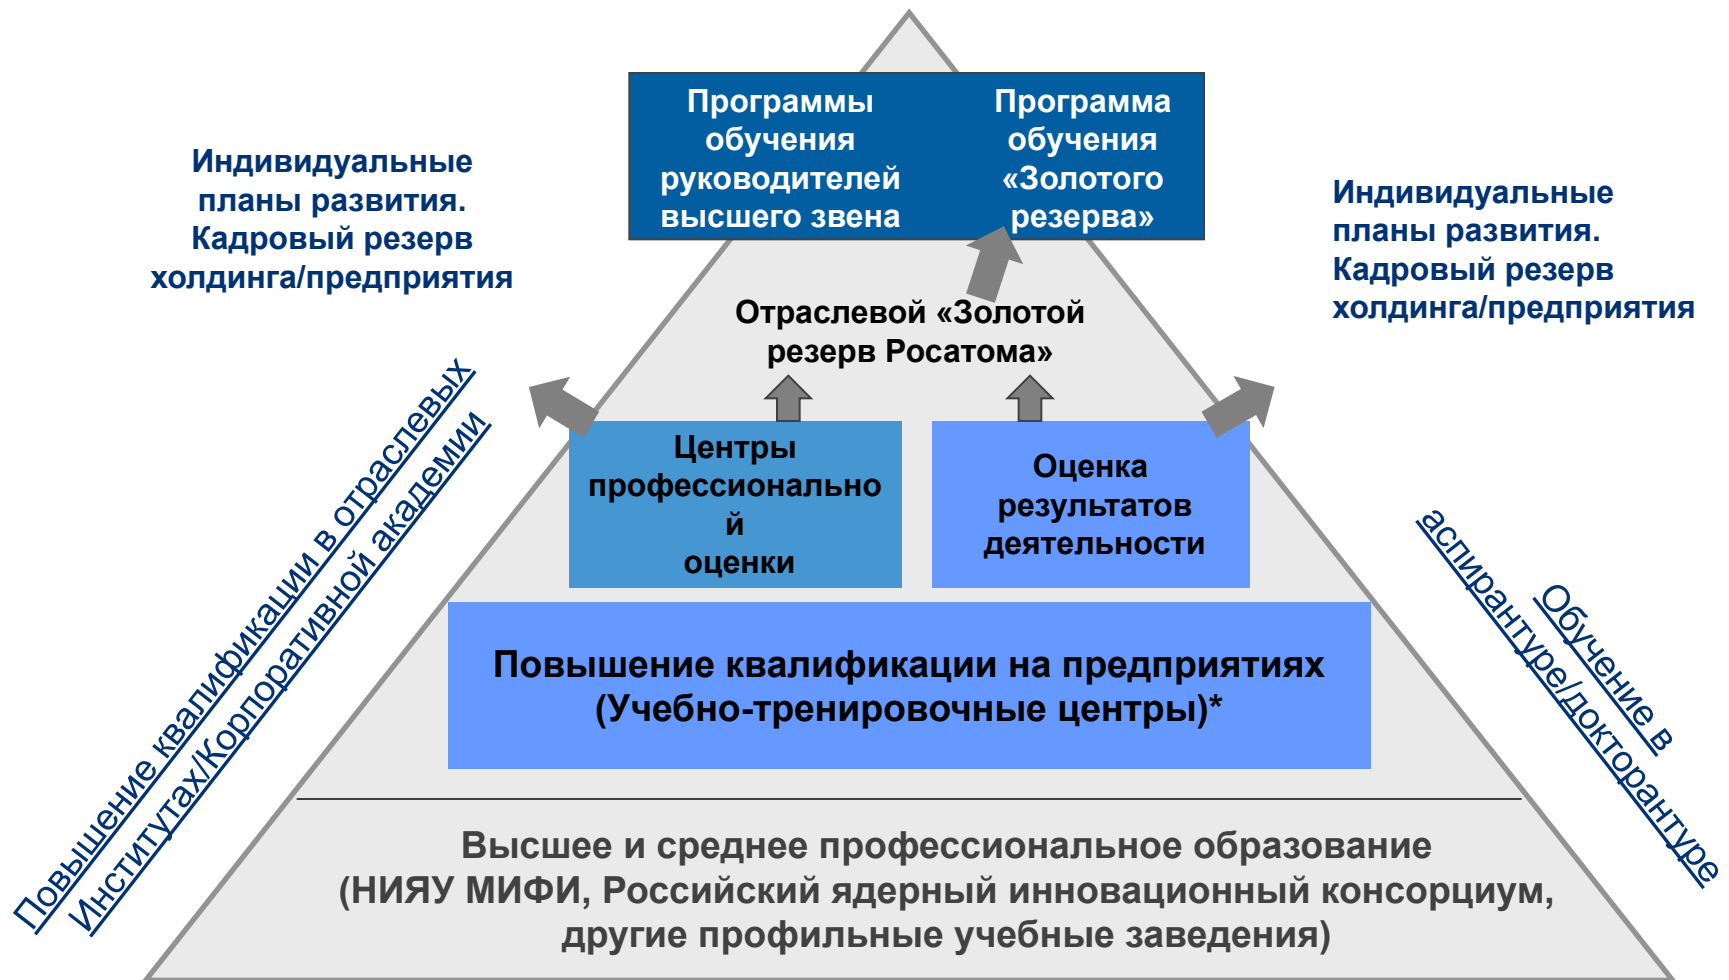 Программы
обучения
руководителей
высшего звена
Программа
обучения
«Золотого
резерва»
Индивидуальные
планы развития.
Кадровый резерв
холдинга/предприятия
Индивидуальные
планы развития.
Кадровый резерв
холдинга/предприятия
Отраслевой «Золотой
резерв Росатома»
Повышение квалификации в отраслевых
Институтах/Корпоративной академии
Центры
профессионально
й
оценки
Оценка
результатов
деятельности
Обучение в
аспирантуре/докторантуре
Повышение квалификации на предприятиях
(Учебно-тренировочные центры)*
Высшее и среднее профессиональное образование
(НИЯУ МИФИ, Российский ядерный инновационный консорциум,
другие профильные учебные заведения)